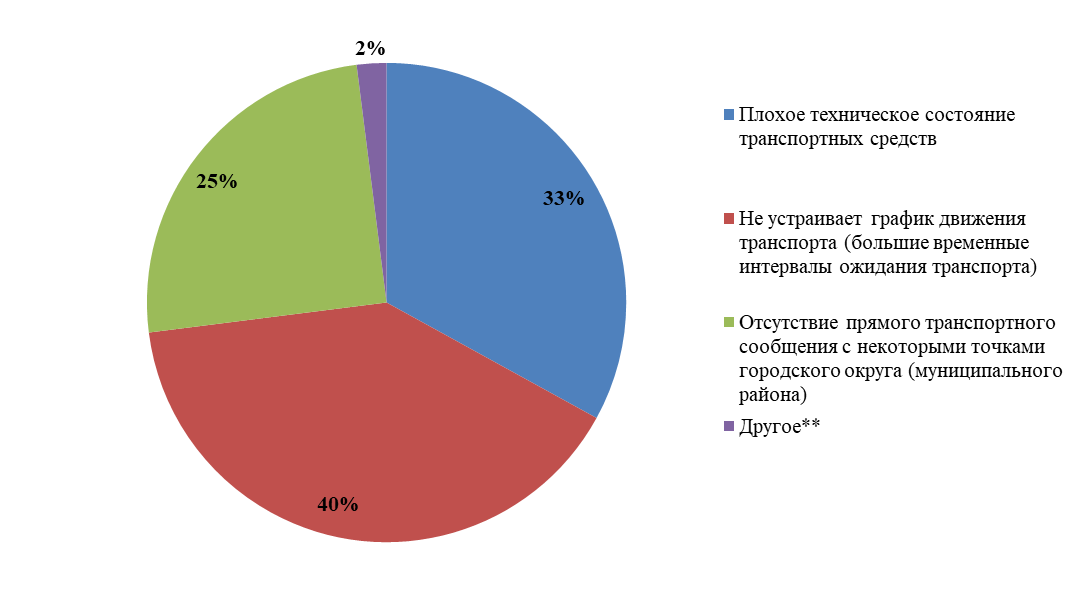 2%
33%
25%
40%
Плохое техническое состояние
транспортных средств
Не устраивает график движения
транспорта (большие временные
интервалы ожидания транспорта)
Отсутствие прямого транспортного
сообщения с некоторыми точками
городского округа (муниципального
района)
Другое**